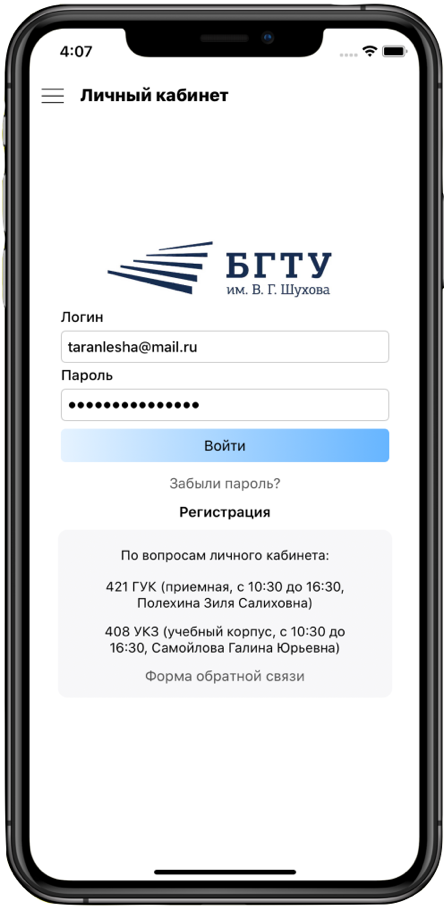 4:07
Личный кабинет
БГТУ
им. В. Г. Шухова
Логин
taranlesha@mail.ru
Пароль
•••••••••••••••
Войти
Забыли пароль?
Регистрация
По вопросам личного кабинета:
421 ГУК (приемная, с 10:30 до 16:30,
Полехина Зиля Салиховна)
408 УК3 (учебный корпус, с 10:30 до
16:30, Самойлова Галина Юрьевна)
Форма обратной связи